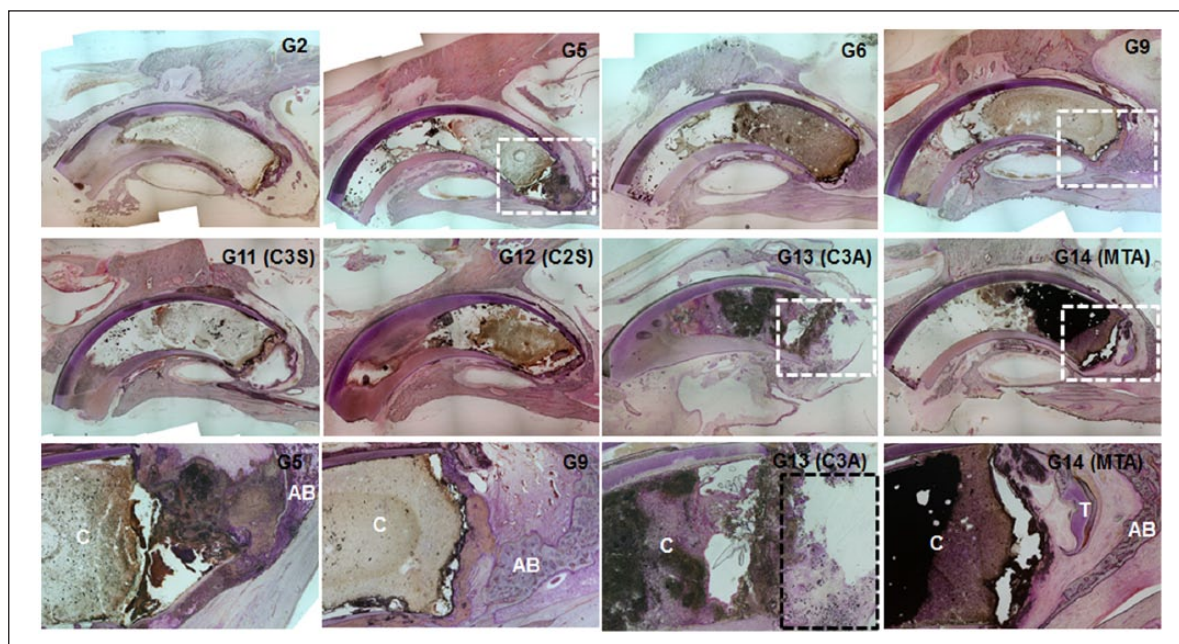 G2
G5
G6
G9
G11 (C3S)
G12 (C2S)
G13 (C3A)
G14 (MTA)
G5
AB
C
G9
C
AB
G13 (C3A)
C
G14 (MTA)
T
AB
C